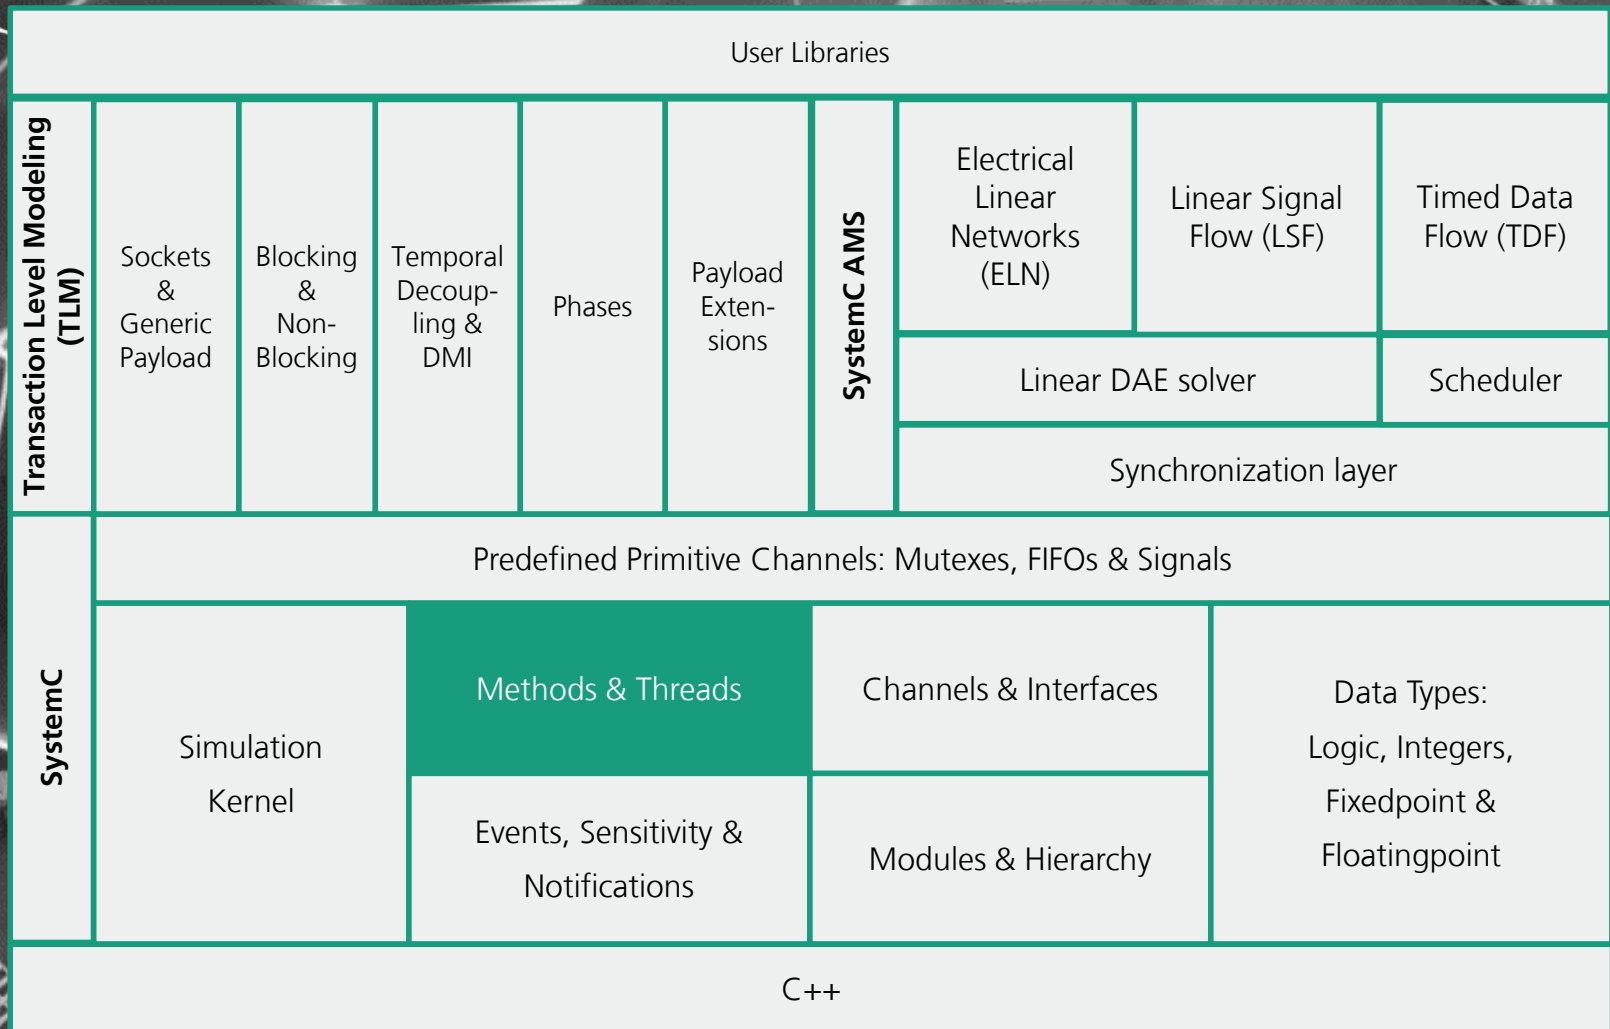 User Libraries
Transaction Level Modeling
(TLM)
Sockets
&
Generic
Payload
Blocking
&
Non-
Blocking
Temporal
Decoup-
ling &
DMI
Phases
Payload
Exten-
sions
SystemC AMS
Electrical
Linear
Networks
(ELN)
Linear Signal
Flow (LSF)
Timed Data
Flow (TDF)
Linear DAE solver
Scheduler
Synchronization layer
SystemC
Predefined Primitive Channels: Mutexes, FIFOs & Signals
Simulation
Kernel
Methods & Threads
Channels & Interfaces
Events, Sensitivity &
Notifications
Modules & Hierarchy
Data Types:
Logic, Integers,
Fixedpoint &
Floatingpoint
C++